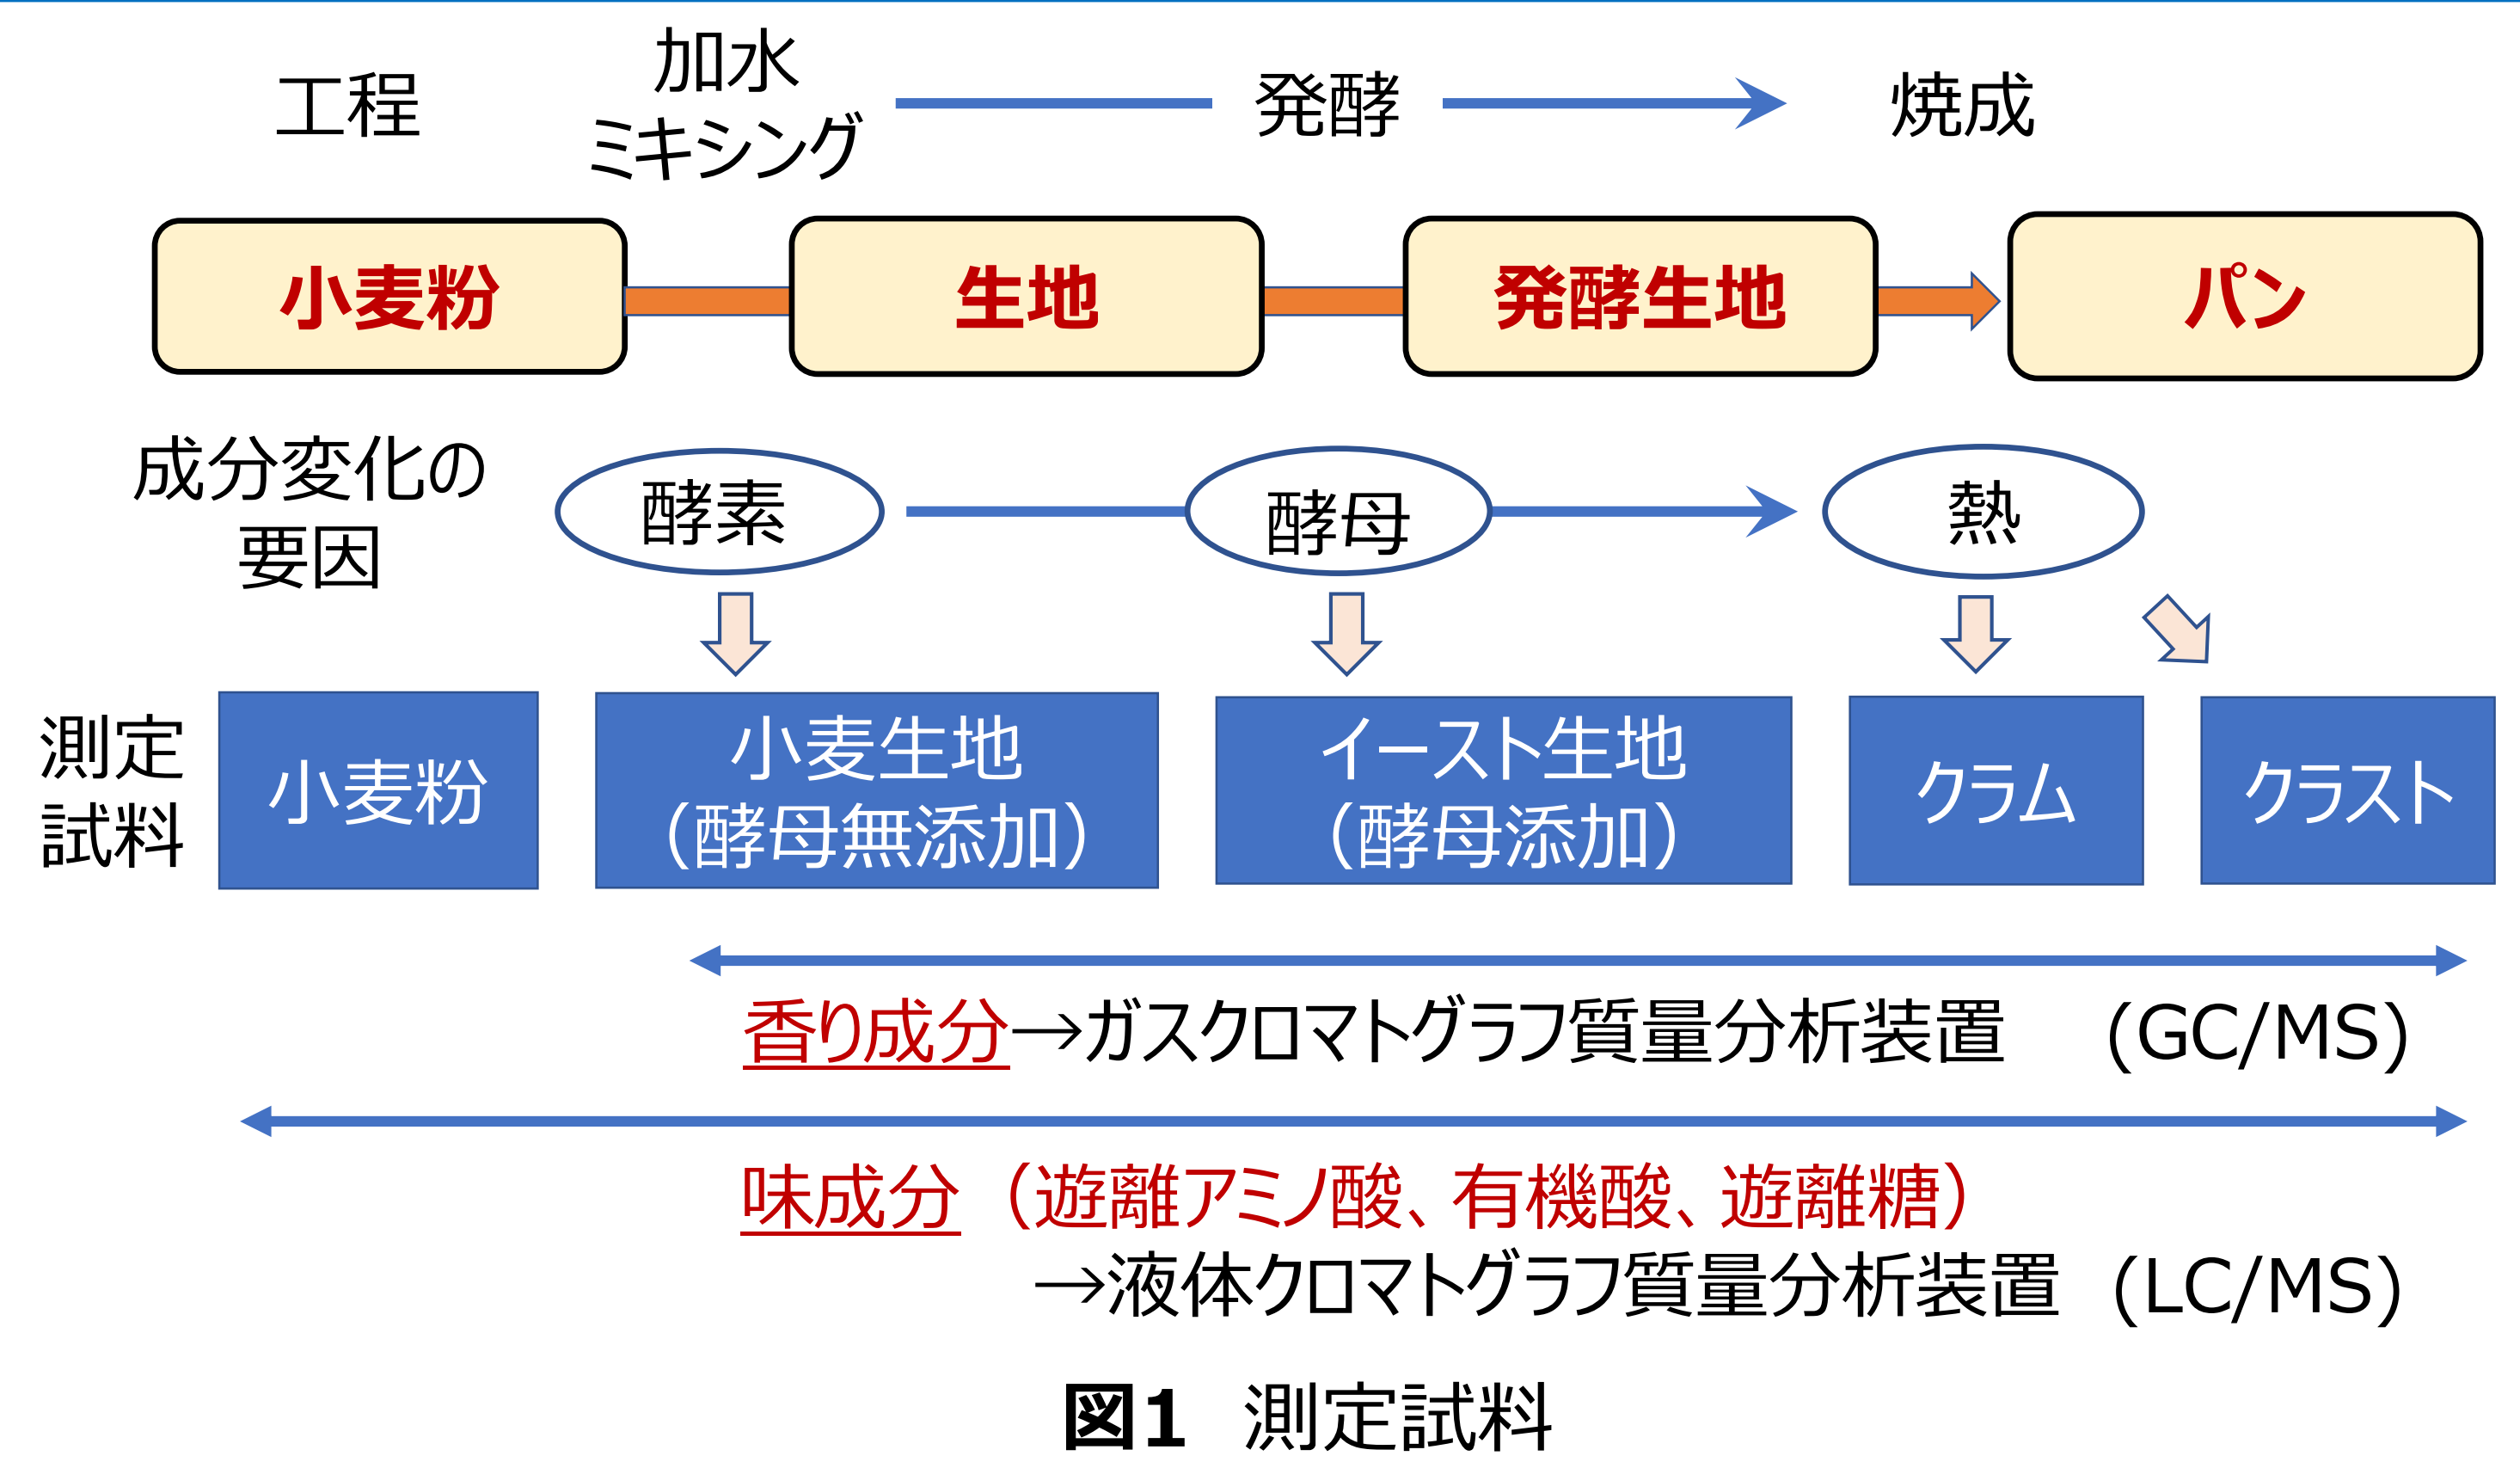 工程
加水
ミキシング
発酵
焼成
小麦粉
生地
発酵生地
パン
成分変化の
要因
酵素
酵母
熱
測定
試料
小麦粉
小麦生地
（酵母無添加）
イースト生地
（酵母添加）
クラム
クラスト
香り成分→ガスクロマトグラフ質量分析装置 （GC/MS）
味成分（遊離アミノ酸、有機酸、遊離糖）
→液体クロマトグラフ質量分析装置 （LC/MS）
図1 測定試料